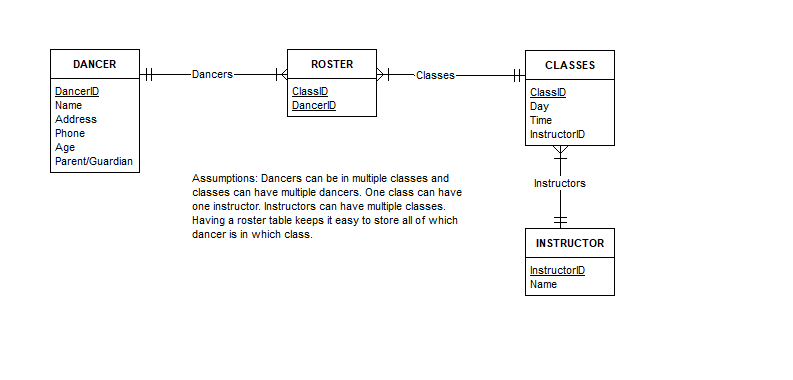 DANCER
DancerID
Name
Address
Phone
Age
Parent/Guardian
Dancers
ROSTER
ClassID
DancerID
Classes
CLASSES
ClassID
Day
Time
InstructorID
Instructors
INSTRUCTOR
InstructorID
Name
Assumptions: Dancers can be in multiple classes and
classes can have multiple dancers. One class can have
one instructor. Instructors can have multiple classes.
Having a roster table keeps it easy to store all of which
dancer is in which class.